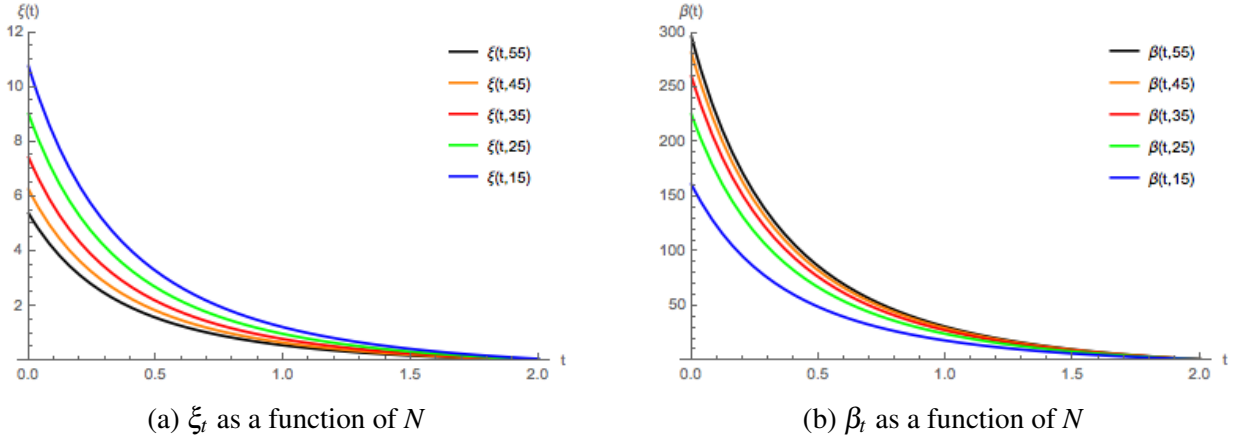 ξ(t)
12
10
8
6
4
2
0.0 0.5 1.0 1.5 2.0 t
ξ(t,55)
ξ(t,45)
ξ(t,35)
ξ(t,25)
ξ(t,15)
(a) ξt as a function of N
β(t)
300
250
200
150
100
50
0.0 0.5 1.0 1.5 2.0 t
β(t,55)
β(t,45)
β(t,35)
β(t,25)
β(t,15)
(b) βt as a function of N